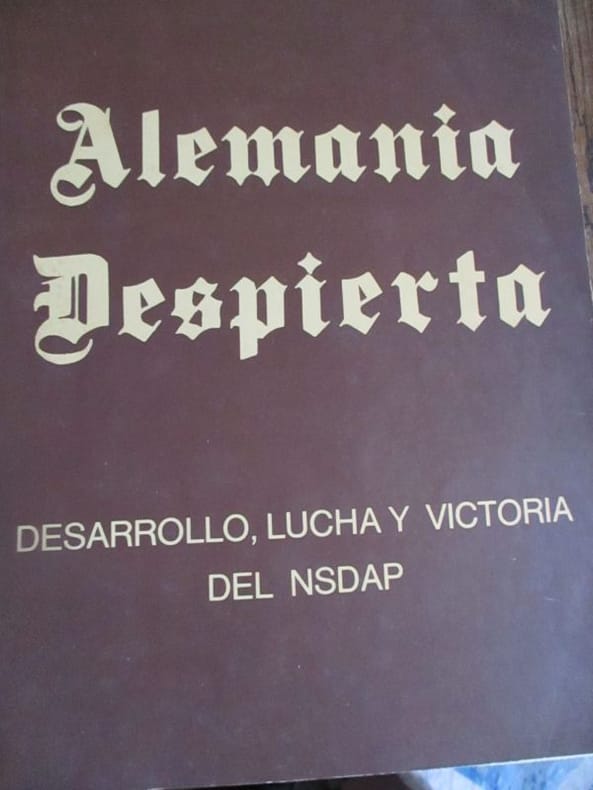 Alemania
Despierta
DESARROLLO, LUCHA Y VICTORIA
DEL NSDAP